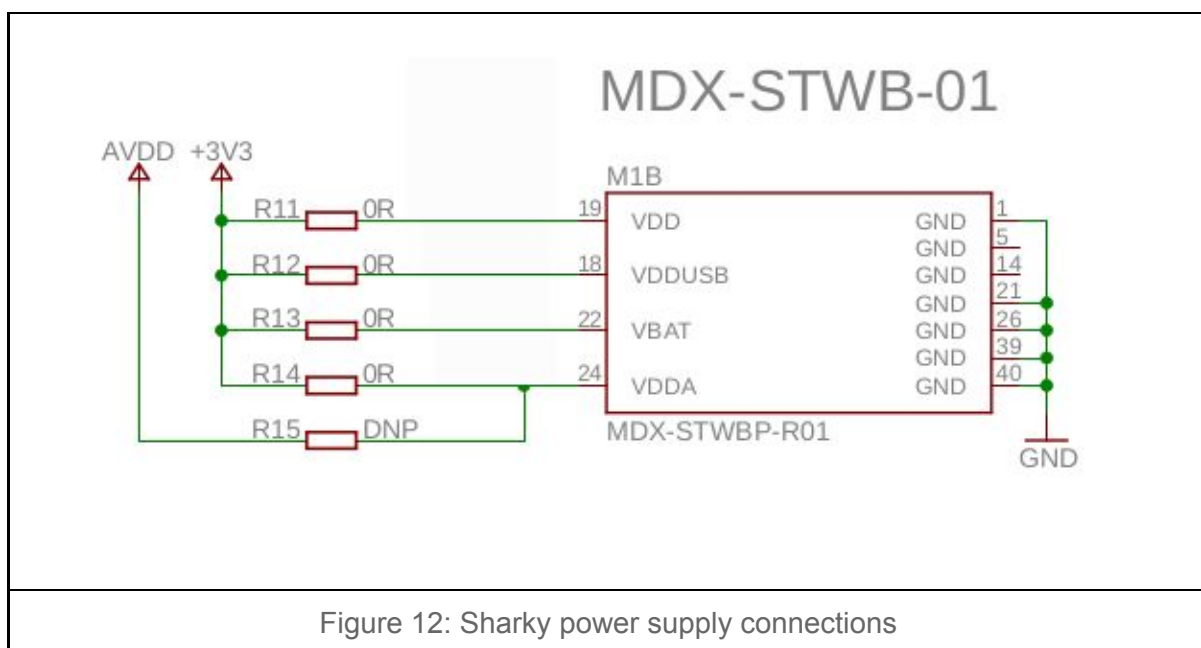 MDX-STWB-01
AVDD +3V3
M1B
R11 0R 19 VDD GND 1
GND 5
R12 0R 18 VDDUSB GND 14
GND 21
R13 0R 22 VBAT GND 26
GND 39
R14 0R 24 VDDA GND 40
R15 DNP MDX-STWBP-R01
GND
Figure 12: Sharky power supply connections